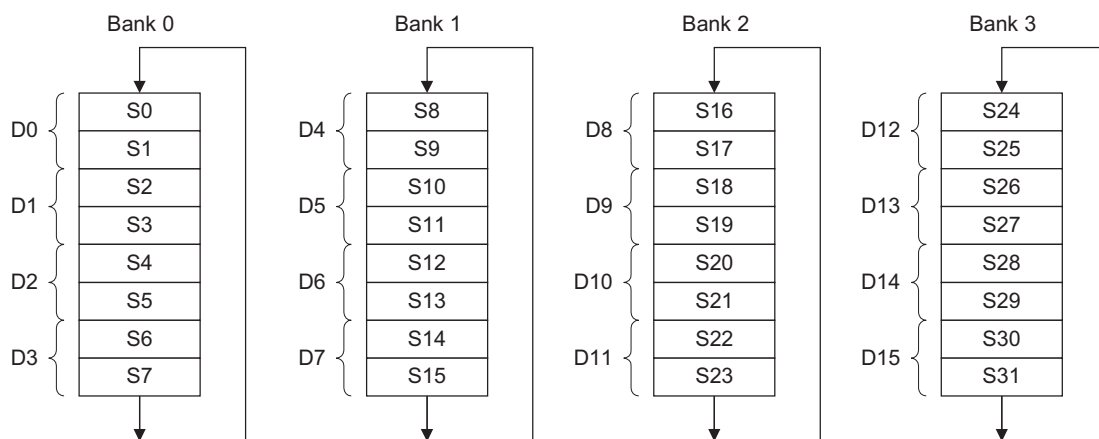 Bank 0 Bank 1 Bank 2 Bank 3
S0 S8 S16 S24
D0 D4 D8 D12
S1 S9 S17 S25
S2 S10 S18 S26
D1 D5 D9 D13
S3 S11 S19 S27
S4 S12 S20 S28
D2 D6 D10 D14
S5 S13 S21 S29
S6 S14 S22 S30
D3 D7 D11 D15
S7 S15 S23 S31